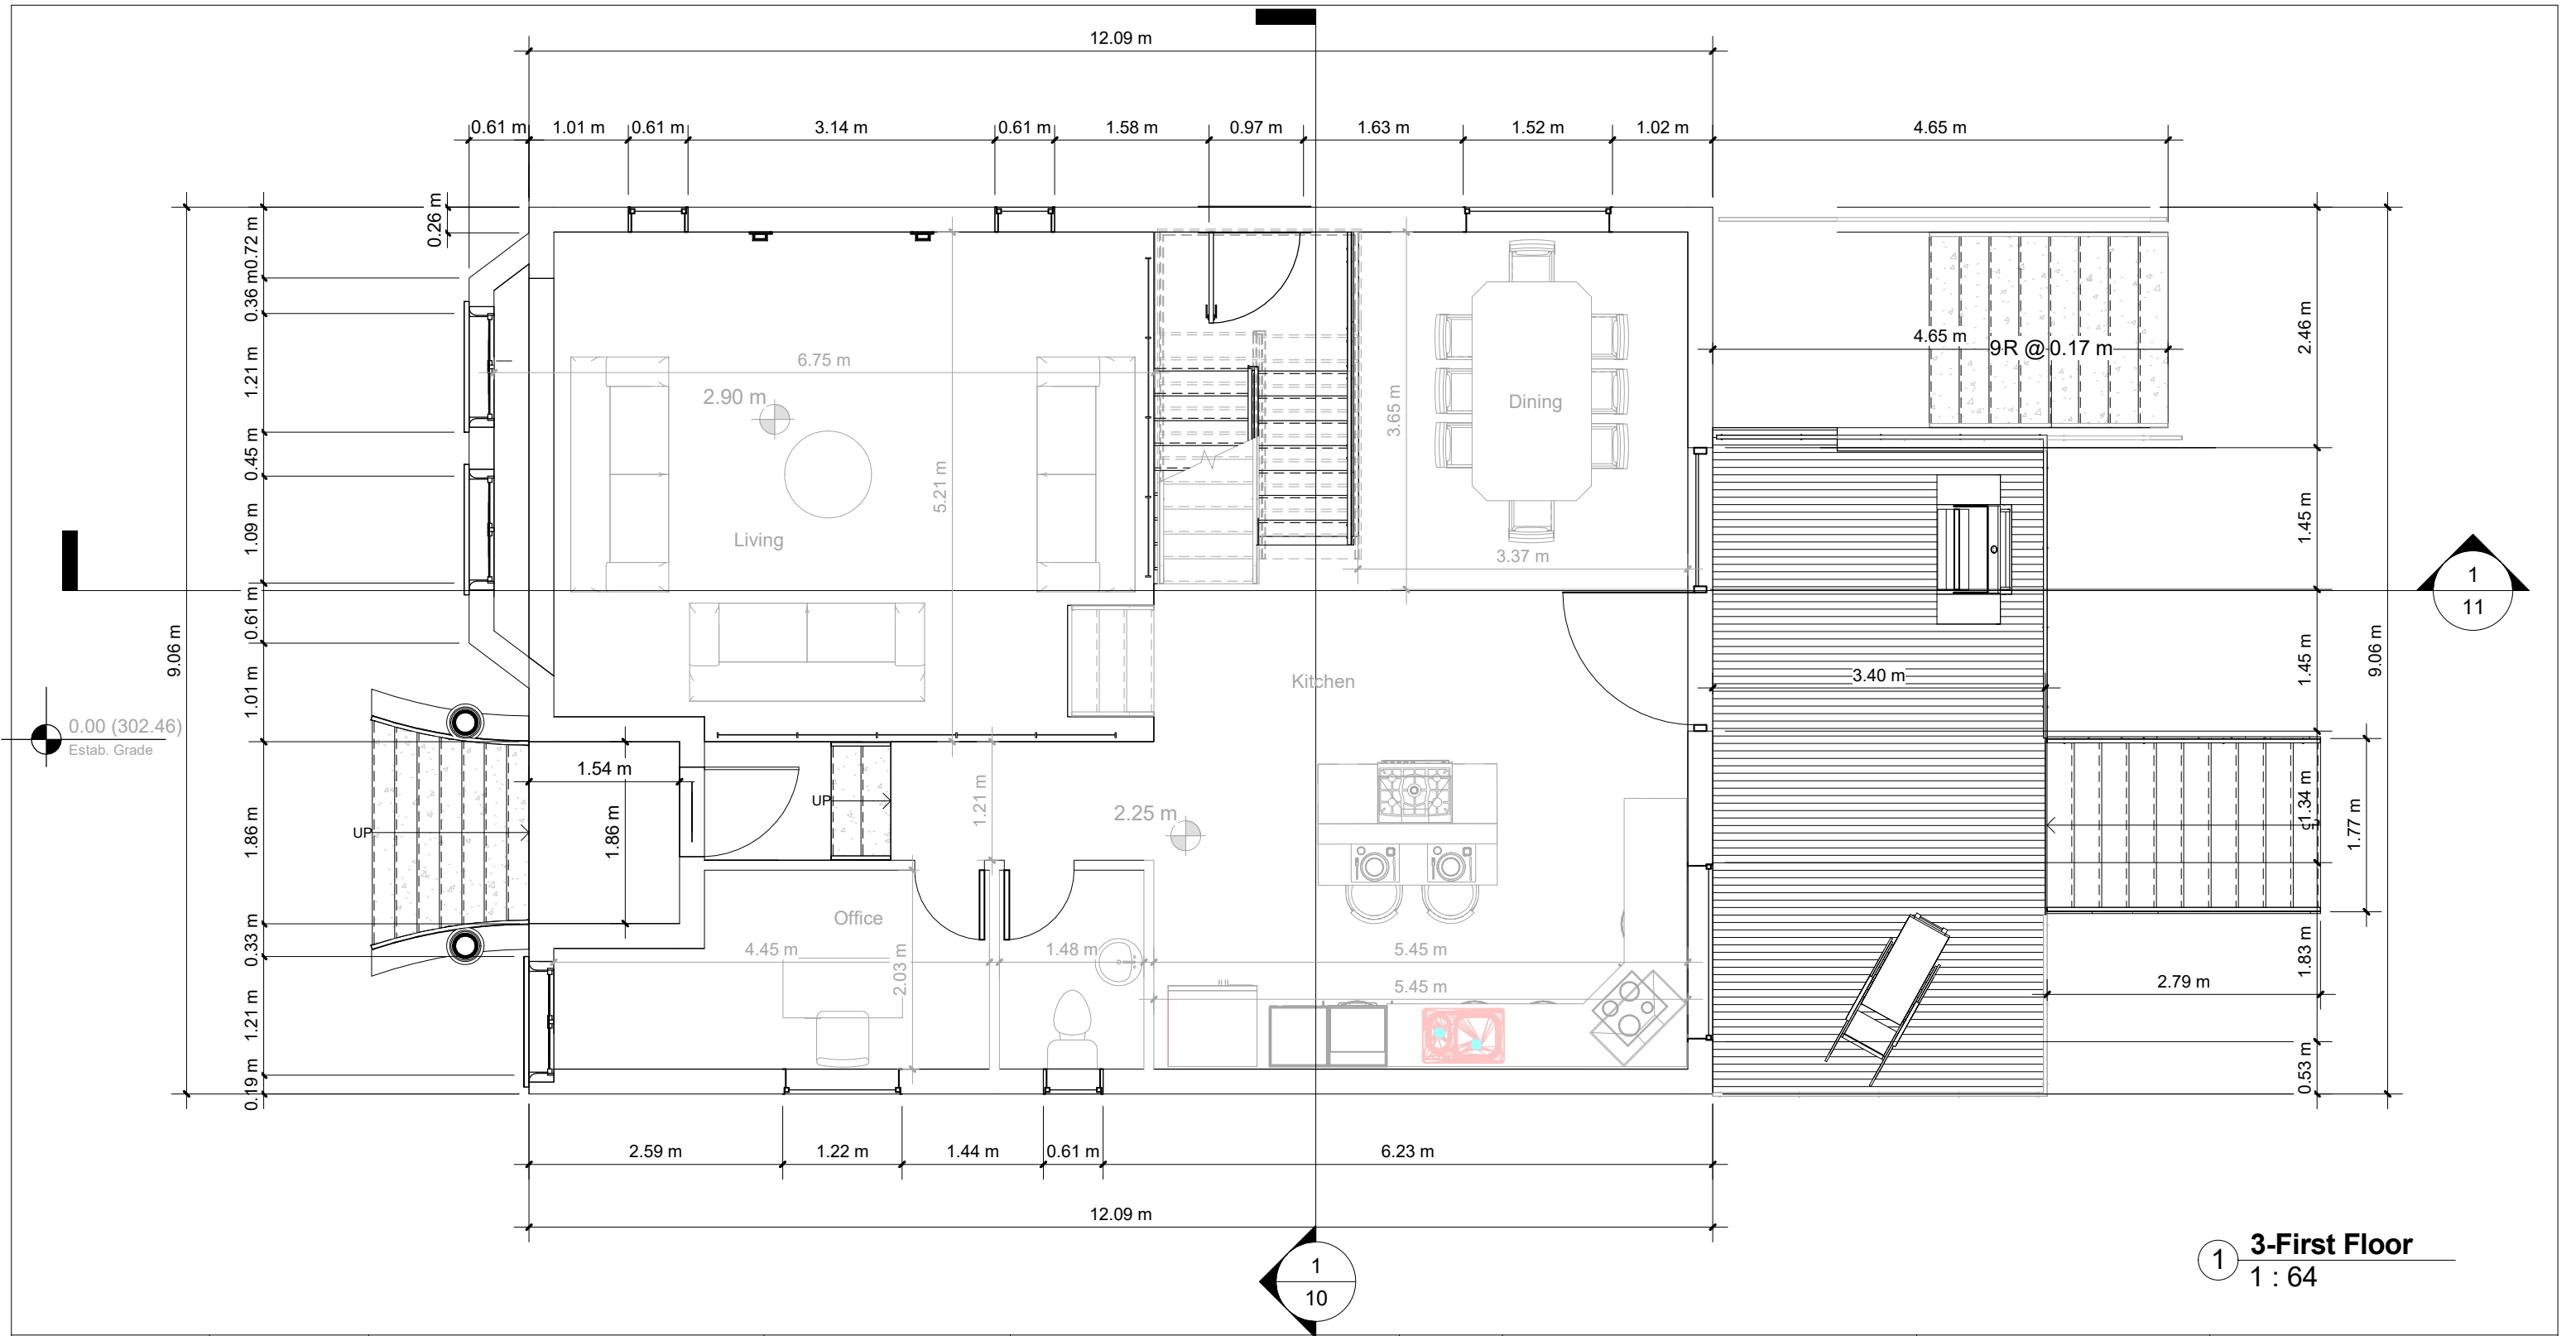 12.09 m
0.61 m
1.01 m
0.61 m
3.14 m
0.61 m
1.58 m
0.97 m
1.63 m
1.52 m
1.02 m
4.65 m
0.26 m
0.72 m
0.36 m
1.21 m
0.45 m
1.09 m
0.61 m
1.01 m
9.06 m
1.86 m
0.33 m
1.21 m
0.19 m
0.00 (302.46)
Estab. Grade
UP
1.54 m
1.86 m
UP
6.75 m
2.90 m
Living
5.21 m
3.65 m
Dining
3.37 m
Kitchen
1.21 m
2.25 m
Office
4.45 m
2.03 m
1.48 m
5.45 m
5.45 m
4.65 m
9R @ 0.17 m
3.40 m
2.46 m
1.45 m
1.45 m
9.06 m
1.34 m
1.77 m
1.83 m
2.79 m
0.53 m
1
11
2.59 m
1.22 m
1.44 m
0.61 m
6.23 m
12.09 m
1
10
1
3-First Floor
1 : 64